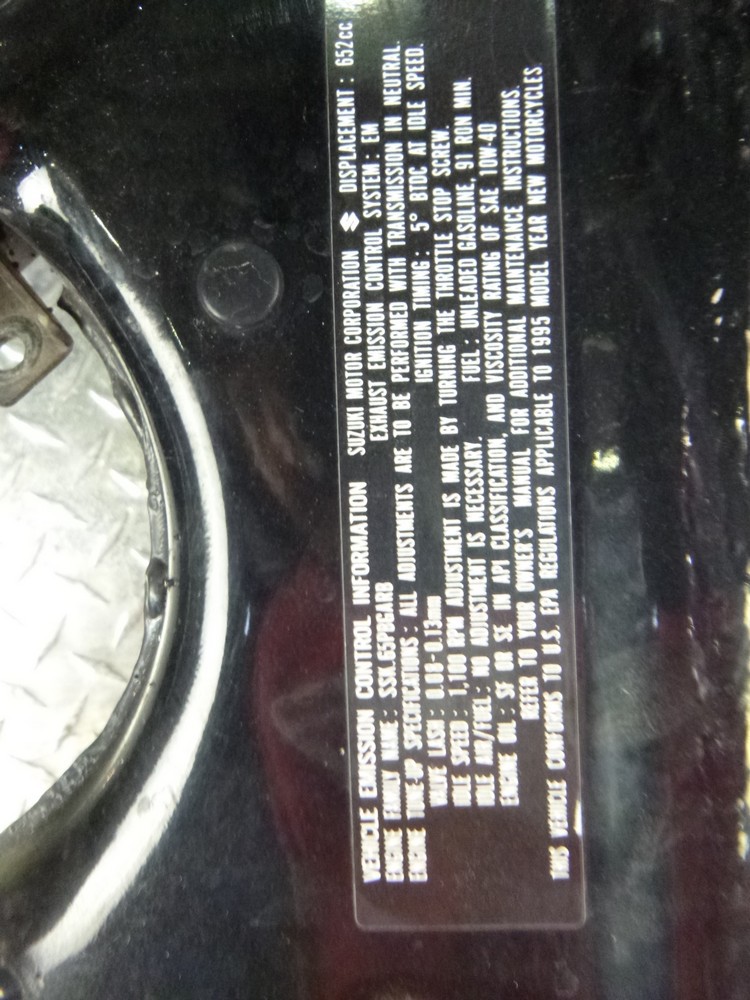 VEHICLE EMISSION CONTROL INFORMATION SUZUKI MOTOR CORPORATION DISPLACEMENT : 652cc
ENGINE FAMILY NAME : SSK.65PBGARB EXHAUST EMISSION CONTROL SYSTEM : EM
ENGINE TUNE-UP SPECIFICATIONS : ALL ADJUSTMENTS ARE TO BE PERFORMED WITH TRANSMISSION IN NEUTRAL.
VALVE LASH : 0.08-0.13mm IGNITION TIMING : 5° BTDC AT IDLE SPEED.
IDLE SPEED : 1,100 RPM ADJUSTMENT IS MADE BY TURNING THE THROTTLE STOP SCREW.
IDLE AIR/FUEL : NO ADJUSTMENT IS NECESSARY. FUEL : UNLEADED GASOLINE, 91 RON MIN.
ENGINE OIL : SF OR SE IN API CLASSIFICATION, AND VISCOSITY RATING OF SAE 10W-40
REFER TO YOUR OWNER'S MANUAL FOR ADDITIONAL MAINTENANCE INSTRUCTIONS.
THIS VEHICLE CONFORMS TO U.S. EPA REGULATIONS APPLICABLE TO 1995 MODEL YEAR NEW MOTORCYCLES